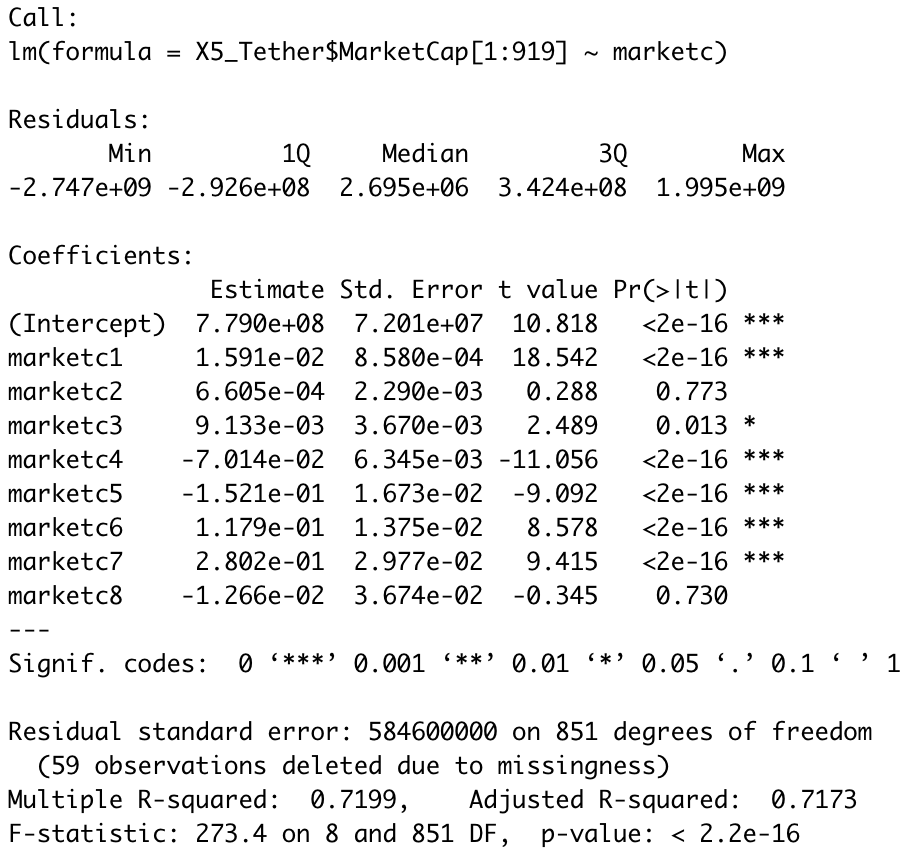 Call:
lm(formula = X5_Tether$MarketCap[1:919] ~ marketc)
Residuals:
Min 1Q Median 3Q Max
-2.747e+09 -2.926e+08 2.695e+06 3.424e+08 1.995e+09
Coefficients:
Estimate Std. Error t value Pr(>|t|)
(Intercept) 7.790e+08 7.201e+07 10.818 <2e-16 ***
marketc1 1.591e-02 8.580e-04 18.542 <2e-16 ***
marketc2 6.605e-04 2.290e-03 0.288 0.773
marketc3 9.133e-03 3.670e-03 2.489 0.013 *
marketc4 -7.014e-02 6.345e-03 -11.056 <2e-16 ***
marketc5 -1.521e-01 1.673e-02 -9.092 <2e-16 ***
marketc6 1.179e-01 1.375e-02 8.578 <2e-16 ***
marketc7 2.802e-01 2.977e-02 9.415 <2e-16 ***
marketc8 -1.266e-02 3.674e-02 -0.345 0.730
---
Signif. codes: 0 ‘***’ 0.001 ‘**’ 0.01 ‘*’ 0.05 ‘.’ 0.1 ‘ ’ 1
Residual standard error: 584600000 on 851 degrees of freedom
(59 observations deleted due to missingness)
Multiple R-squared: 0.7199, Adjusted R-squared: 0.7173
F-statistic: 273.4 on 8 and 851 DF, p-value: < 2.2e-16